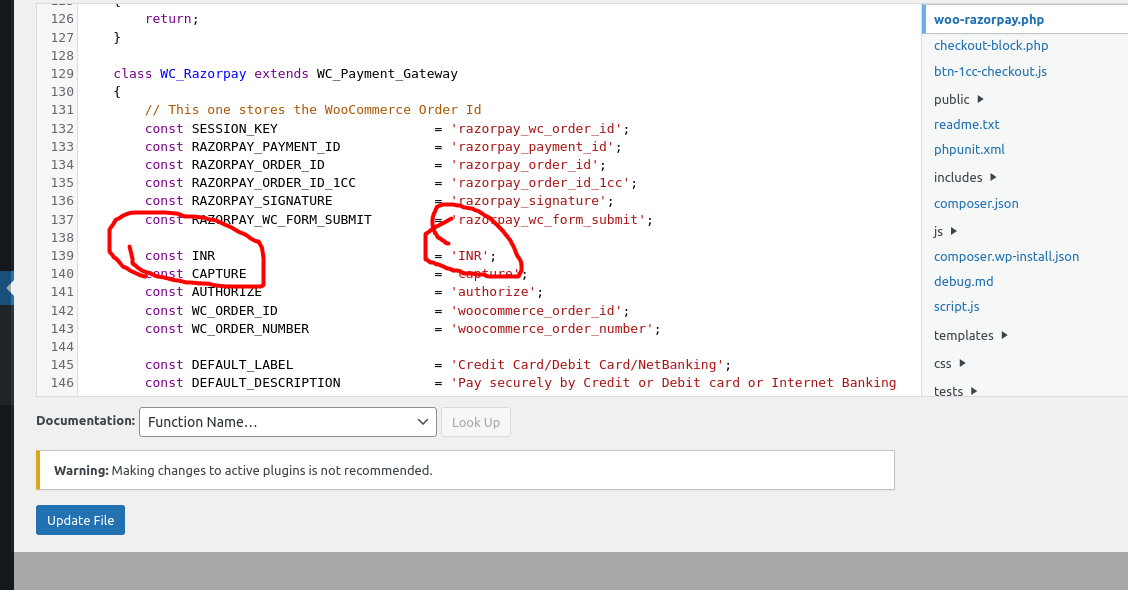 126 return;
127 }
128
129 class WC_Razorpay extends WC_Payment_Gateway
130 {
131 // This one stores the WooCommerce Order Id
132 const SESSION_KEY = 'razorpay_wc_order_id';
133 const RAZORPAY_PAYMENT_ID = 'razorpay_payment_id';
134 const RAZORPAY_ORDER_ID = 'razorpay_order_id';
135 const RAZORPAY_ORDER_ID_1CC = 'razorpay_order_id_1cc';
136 const RAZORPAY_SIGNATURE = 'razorpay_signature';
137 const RAZORPAY_WC_FORM_SUBMIT = 'razorpay_wc_form_submit';
138
139 const INR = 'INR';
140 const CAPTURE = 'capture';
141 const AUTHORIZE = 'authorize';
142 const WC_ORDER_ID = 'woocommerce_order_id';
143 const WC_ORDER_NUMBER = 'woocommerce_order_number';
144
145 const DEFAULT_LABEL = 'Credit Card/Debit Card/NetBanking';
146 const DEFAULT_DESCRIPTION = 'Pay securely by Credit or Debit card or Internet Banking
woo-razorpay.php
checkout-block.php
btn-1cc-checkout.js
public
readme.txt
phpunit.xml
includes
composer.json
js
composer.wp-install.json
debug.md
script.js
templates
css
tests
Documentation: Function Name... Look Up
Warning: Making changes to active plugins is not recommended.
Update File